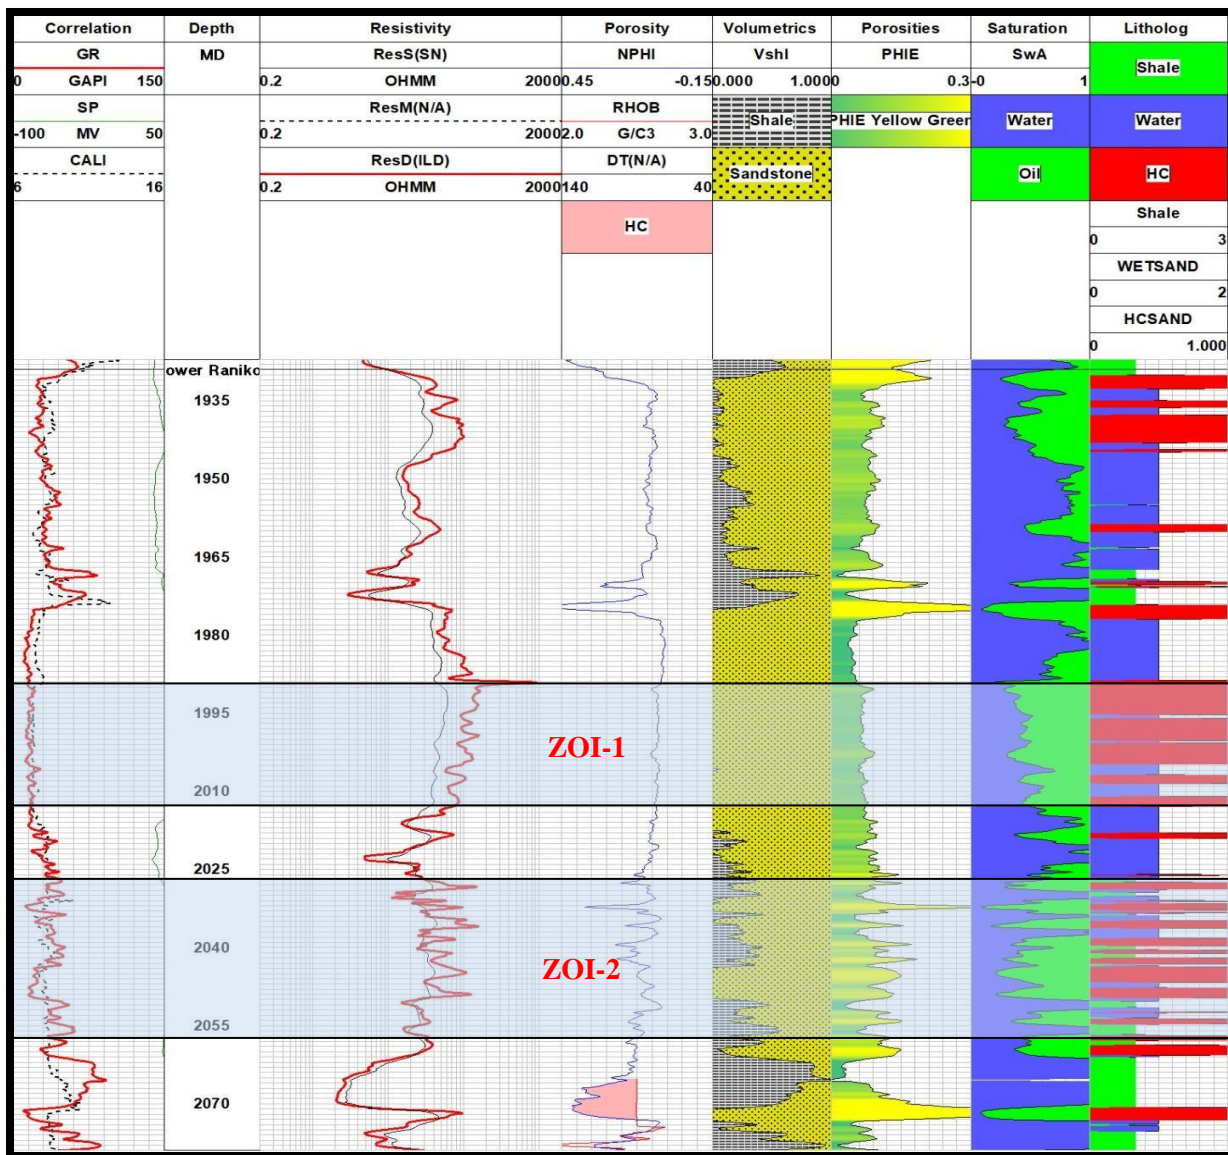 Correlation Depth Resistivity Porosity Volumetrics Porosities Saturation Litholog
GR MD ResS(SN) NPHI Vshl PHIE SwA Shale
0 GAPI 150 0.2 OHMM 2000 0.45 -0.15 0.000 1.000 0 0.3 -0 1
SP ResM(N/A) RHOB Shale PHIE Yellow Green Water Water
-100 MV 50 0.2 2000 2.0 G/C3 3.0
CALI ResD(ILD) DT(N/A) Sandstone Oil HC
6 16 0.2 OHMM 2000 140 40
HC Shale
0 3
WETSAND
0 2
HCSAND
0 1.000
ower Raniko
1935
1950
1965
1980
1995
ZOI-1
2010
2025
2040
ZOI-2
2055
2070